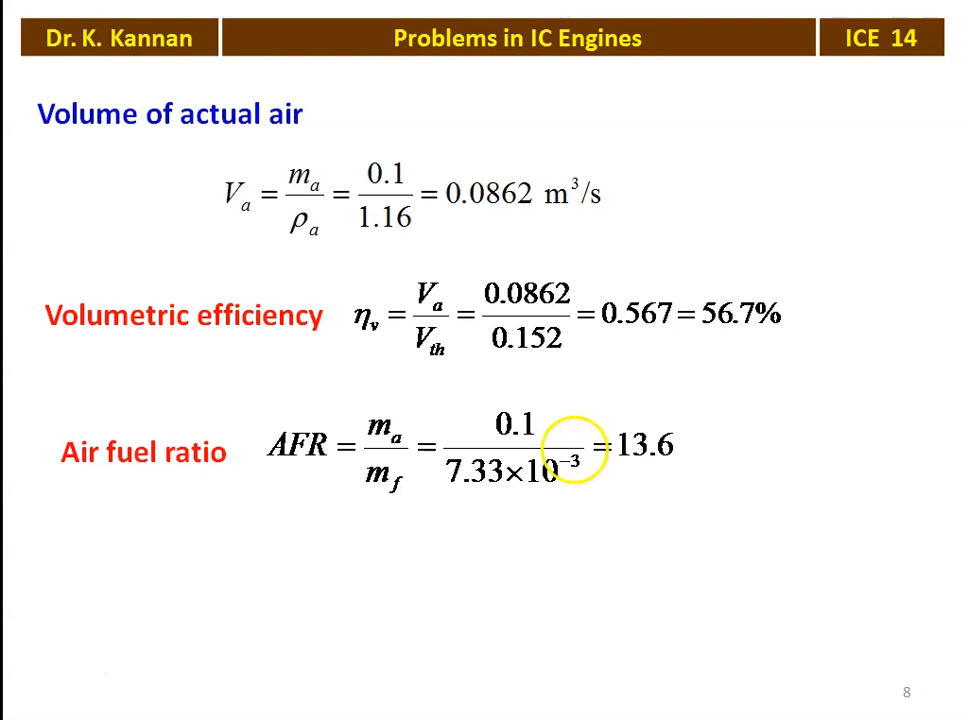 Dr. K. Kannan Problems in IC Engines ICE 14
Volume of actual air
V_a = m_a / ρ_a = 0.1 / 1.16 = 0.0862 m³/s
Volumetric efficiency η_v = V_a / V_th = 0.0862 / 0.152 = 0.567 = 56.7%
Air fuel ratio AFR = m_a / m_f = 0.1 / 7.33×10⁻³ = 13.6
8